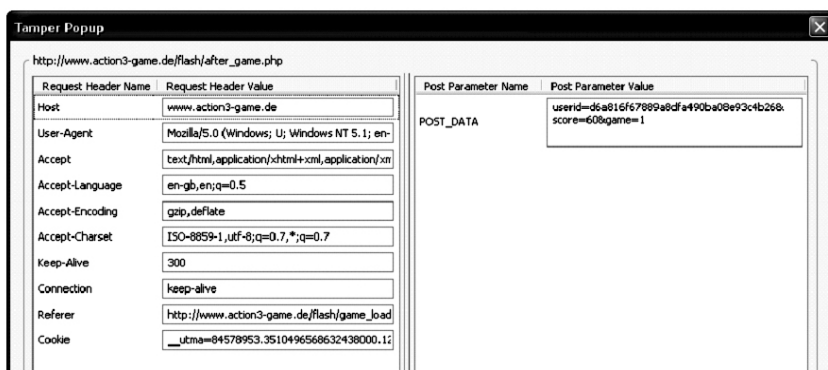 Tamper Popup
http://www.action3-game.de/flash/after_game.php
Request Header Name Request Header Value
Post Parameter Name Post Parameter Value
Host www.action3-game.de
User-Agent Mozilla/5.0 (Windows; U; Windows NT 5.1; en-
Accept text/html,application/xhtml+xml,application/xm
Accept-Language en-gb,en;q=0.5
Accept-Encoding gzip,deflate
Accept-Charset ISO-8859-1,utf-8;q=0.7,*;q=0.7
Keep-Alive 300
Connection keep-alive
Referer http://www.action3-game.de/flash/game_load
Cookie __utma=84578953.3510496568632438000.12
POST_DATA
userid=d6a816f67889a8dfa490ba08e93c4b268&
score=60&game=1